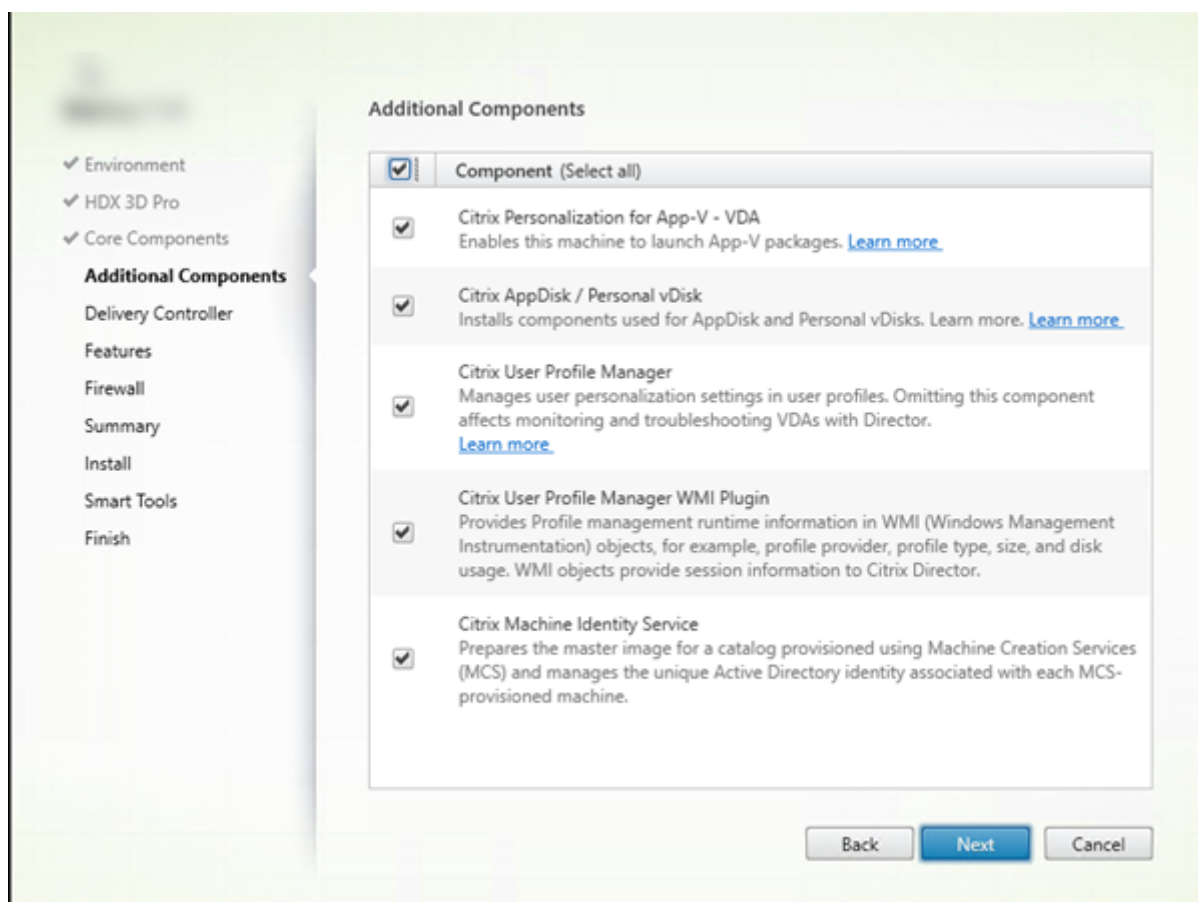 Additional Components
Environment
HDX 3D Pro
Core Components
Additional Components
Delivery Controller
Features
Firewall
Summary
Install
Smart Tools
Finish
Component (Select all)
Citrix Personalization for App-V - VDA
Enables this machine to launch App-V packages. Learn more
Citrix AppDisk / Personal vDisk
Installs components used for AppDisk and Personal vDisks. Learn more. Learn more
Citrix User Profile Manager
Manages user personalization settings in user profiles. Omitting this component
affects monitoring and troubleshooting VDAs with Director.
Learn more
Citrix User Profile Manager WMI Plugin
Provides Profile management runtime information in WMI (Windows Management
Instrumentation) objects, for example, profile provider, profile type, size, and disk
usage. WMI objects provide session information to Citrix Director.
Citrix Machine Identity Service
Prepares the master image for a catalog provisioned using Machine Creation Services
(MCS) and manages the unique Active Directory identity associated with each MCS-
provisioned machine.
Back
Next
Cancel